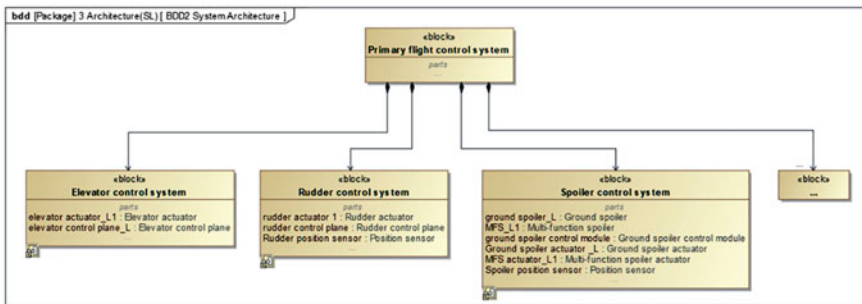 bdd [Package] 3 Architecture(SL) [ BDD2 System Architecture ]
«block»
Primary flight control system
parts
...
«block»
Elevator control system
parts
elevator actuator_L1 : Elevator actuator
elevator control plane_L : Elevator control plane
...
«block»
Rudder control system
parts
rudder actuator 1 : Rudder actuator
rudder control plane : Rudder control plane
Rudder position sensor : Position sensor
...
«block»
Spoiler control system
parts
ground spoiler_L : Ground spoiler
MFS_L1 : Multi-function spoiler
ground spoiler control module : Ground spoiler control module
Ground spoiler actuator _L : Ground spoiler actuator
MFS actuator_L1 : Multi-function spoiler actuator
Spoiler position sensor : Position sensor
...
...
«block»
...